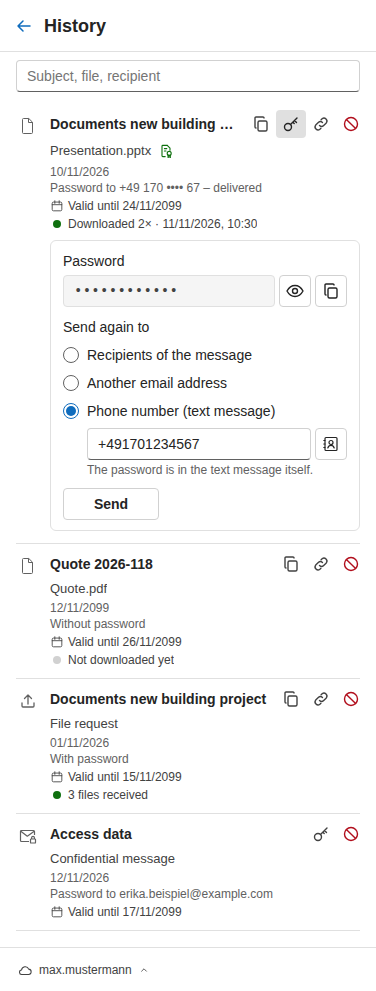 History
Subject, file, recipient
Documents new building …
Presentation.pptx
10/11/2026
Password to +49 170 •••• 67 – delivered
Valid until 24/11/2099
Downloaded 2× · 11/11/2026, 10:30
Password
••••••••••••
Send again to
Recipients of the message
Another email address
Phone number (text message)
+491701234567
The password is in the text message itself.
Send
Quote 2026-118
Quote.pdf
12/11/2099
Without password
Valid until 26/11/2099
Not downloaded yet
Documents new building project
File request
01/11/2026
With password
Valid until 15/11/2099
3 files received
Access data
Confidential message
12/11/2026
Password to erika.beispiel@example.com
Valid until 17/11/2099
max.mustermann